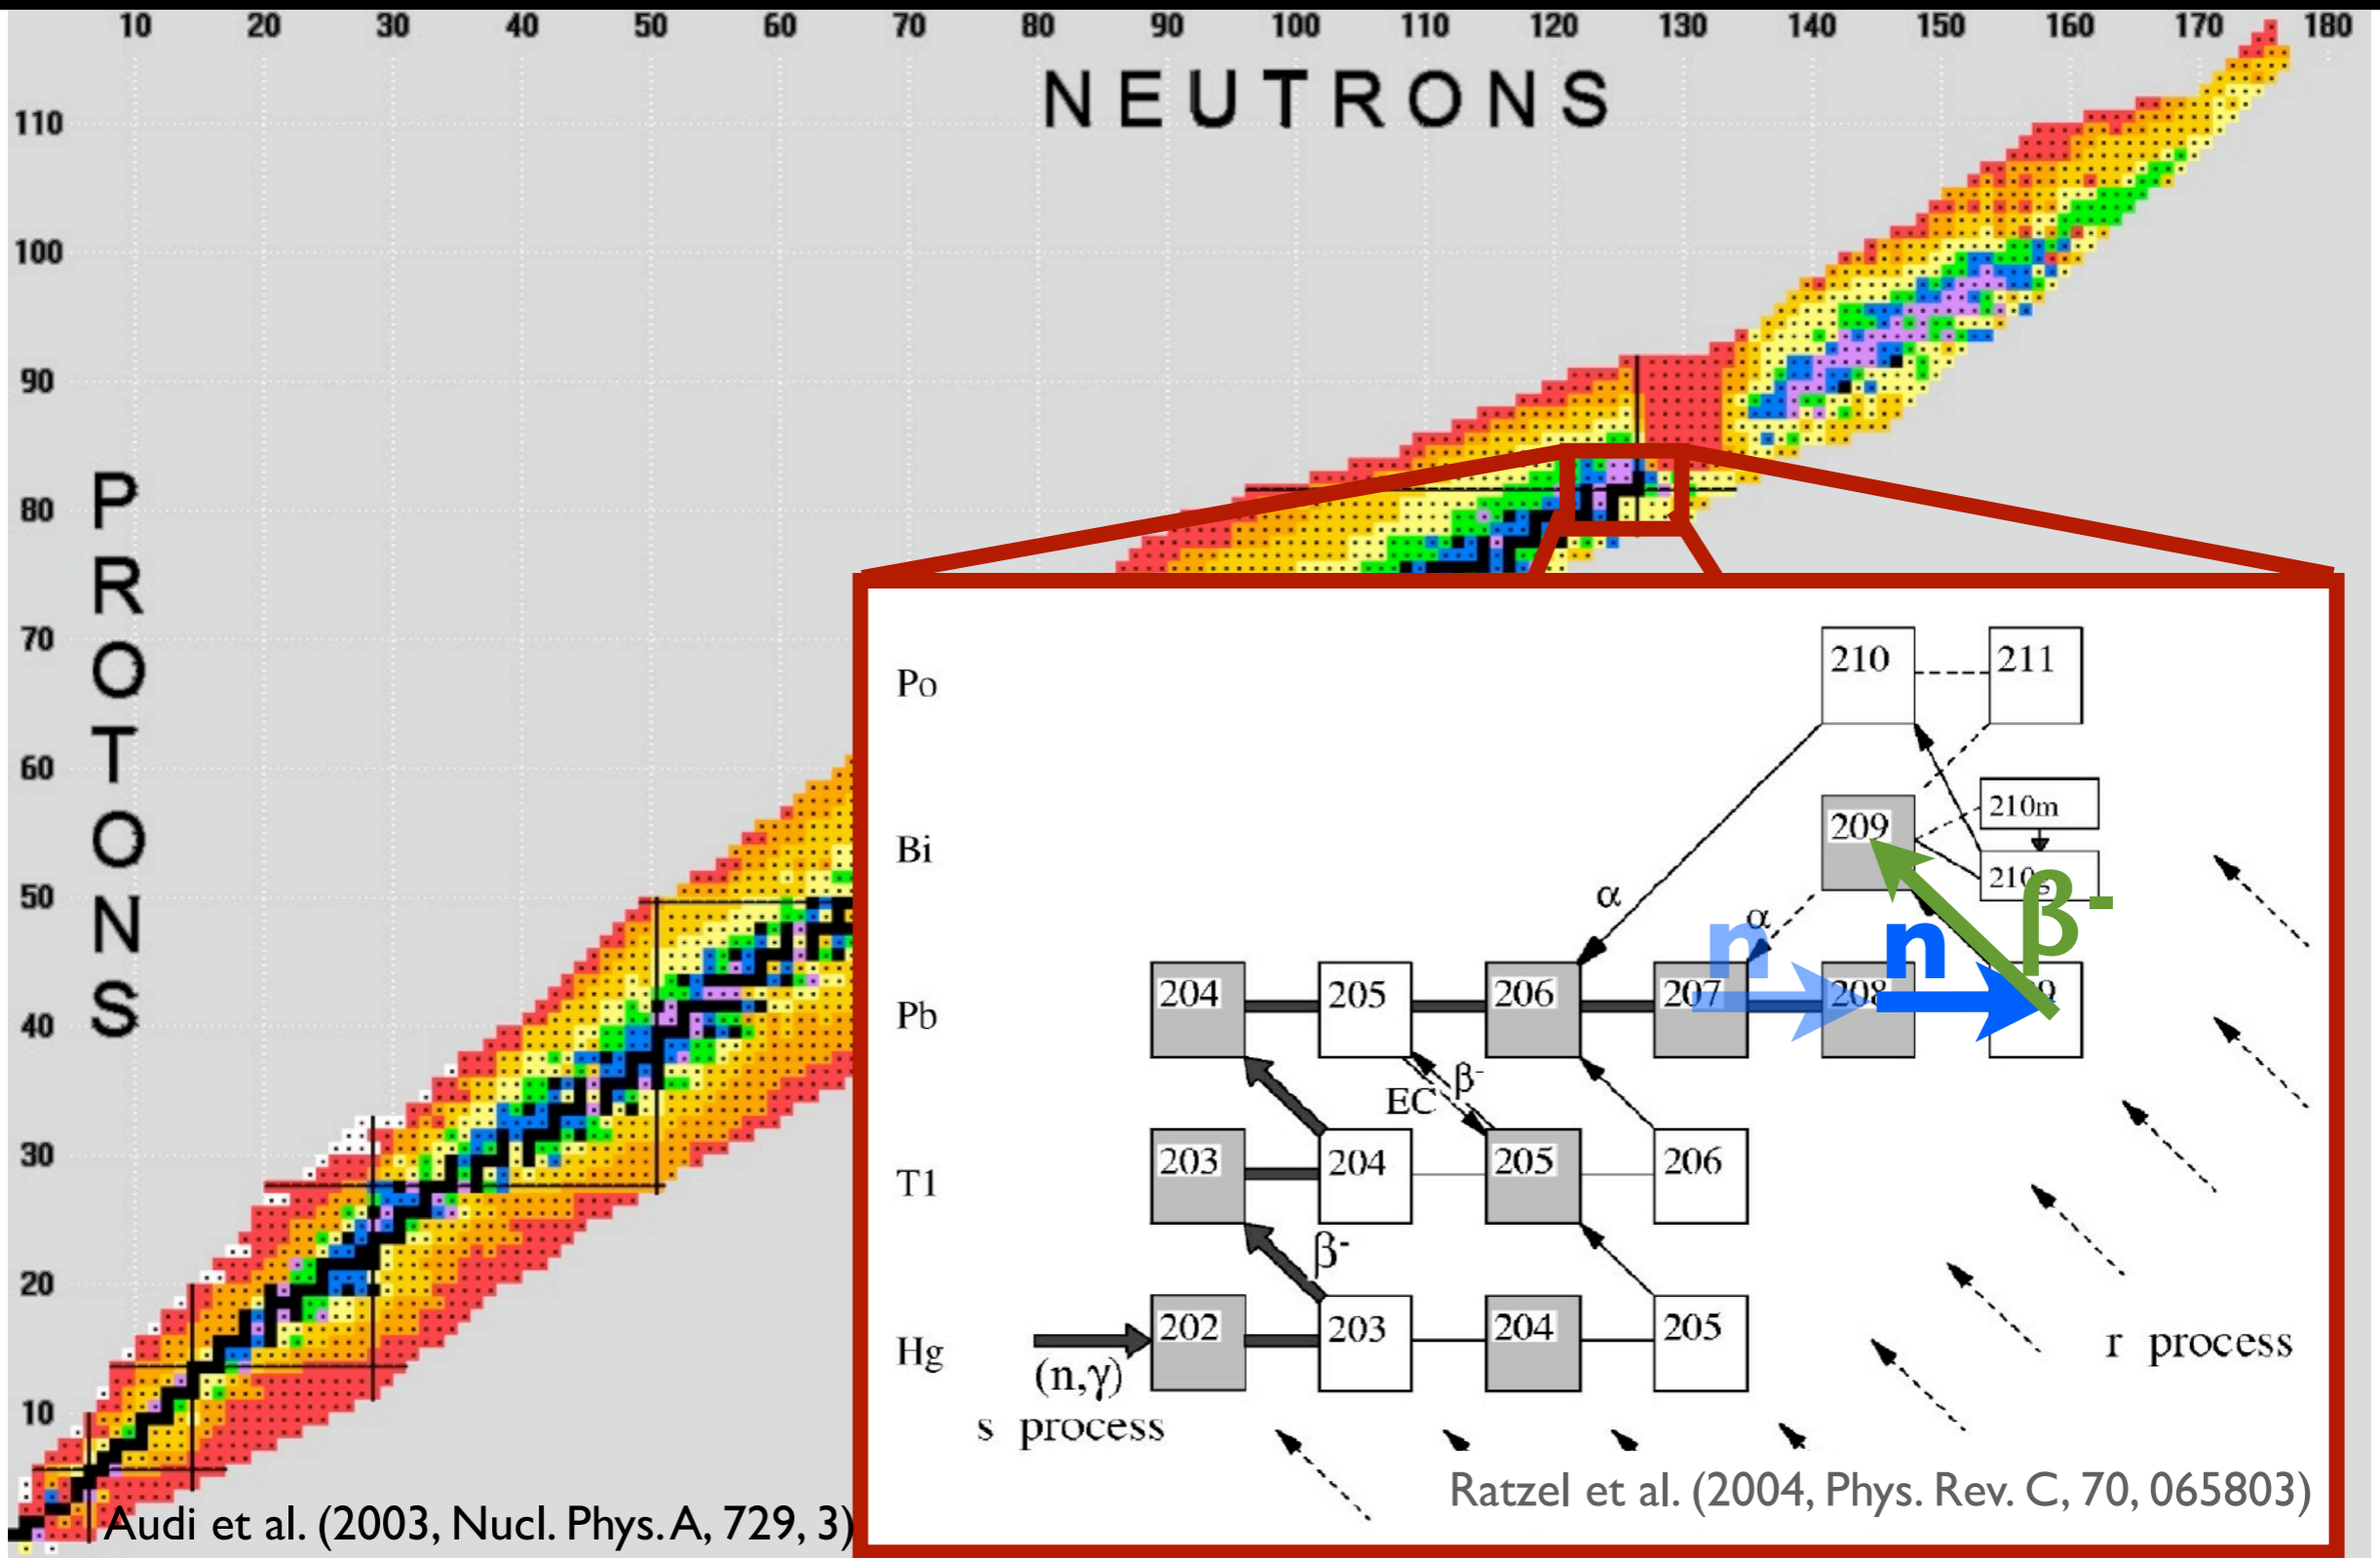 10 20 30 40 50 60 70 80 90 100 110 120 130 140 150 160 170 180
NEUTRONS
110
100
90
80
70
60
50
40
30
20
10
PROTONS
Po
210 211
Bi
209
210m
β-
α
α
n n
Pb
204 205 206 207 208
EC β-
Tl
203 204 205 206
β-
Hg
202 203 204 205
(n,γ)
s process
r process
Ratzel et al. (2004, Phys. Rev. C, 70, 065803)
Audi et al. (2003, Nucl. Phys. A, 729, 3)